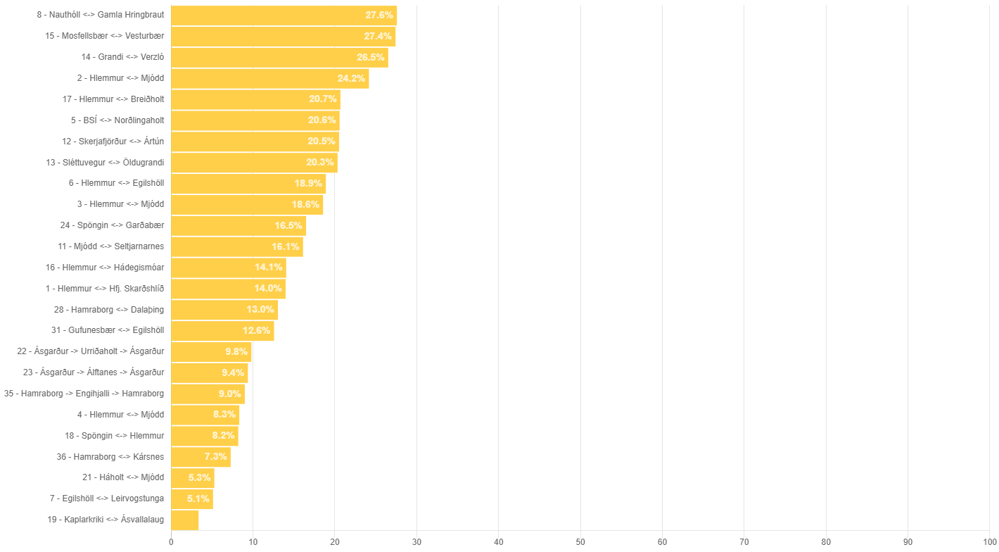 8 - Nauthóll <-> Gamla Hringbraut 27.6%
15 - Mosfellsbær <-> Vesturbær 27.4%
14 - Grandi <-> Verzló 26.5%
2 - Hlemmur <-> Mjódd 24.2%
17 - Hlemmur <-> Breiðholt 20.7%
5 - BSÍ <-> Norðlingaholt 20.6%
12 - Skerjafjörður <-> Ártún 20.5%
13 - Sléttuvegur <-> Öldugrandi 20.3%
6 - Hlemmur <-> Egilshöll 18.9%
3 - Hlemmur <-> Mjódd 18.6%
24 - Spöngin <-> Garðabær 16.5%
11 - Mjódd <-> Seltjarnarnes 16.1%
16 - Hlemmur <-> Hádegismóar 14.1%
1 - Hlemmur <-> Hfj. Skarðshlíð 14.0%
28 - Hamraborg <-> Dalaþing 13.0%
31 - Gufunesbær <-> Egilshöll 12.6%
22 - Ásgarður -> Urriðaholt -> Ásgarður 9.8%
23 - Ásgarður -> Álftanes -> Ásgarður 9.4%
35 - Hamraborg -> Engihjalli -> Hamraborg 9.0%
4 - Hlemmur <-> Mjódd 8.3%
18 - Spöngin <-> Hlemmur 8.2%
36 - Hamraborg <-> Kársnes 7.3%
21 - Háholt <-> Mjódd 5.3%
7 - Egilshöll <-> Leirvogstunga 5.1%
19 - Kaplarkriki <-> Ásvallalaug
0 10 20 30 40 50 60 70 80 90 100